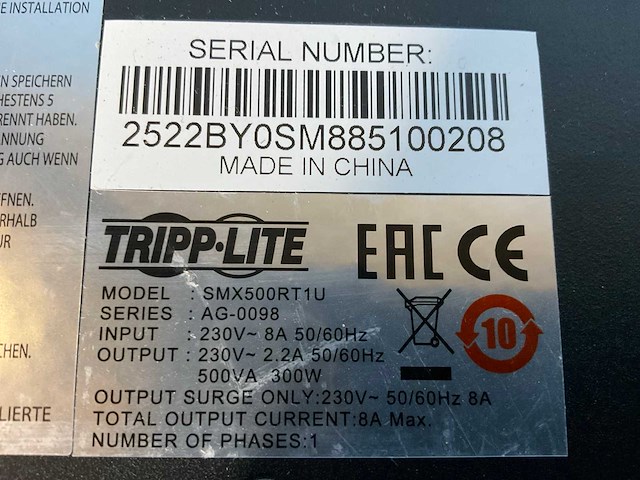 E INSTALLATION
EN SPEICHERN
HESTENS 5
RENNT HABEN.
ANNUNG
G AUCH WENN
FNEN.
ERHALB
UR
CHEN.
LIERTE
SERIAL NUMBER:
2522BY0SM885100208
MADE IN CHINA
TRIPP·LITE
EAC CE
MODEL : SMX500RT1U
SERIES : AG-0098
INPUT : 230V~ 8A 50/60Hz
OUTPUT : 230V~ 2.2A 50/60Hz
500VA 300W
10
OUTPUT SURGE ONLY:230V~ 50/60Hz 8A
TOTAL OUTPUT CURRENT:8A Max.
NUMBER OF PHASES:1